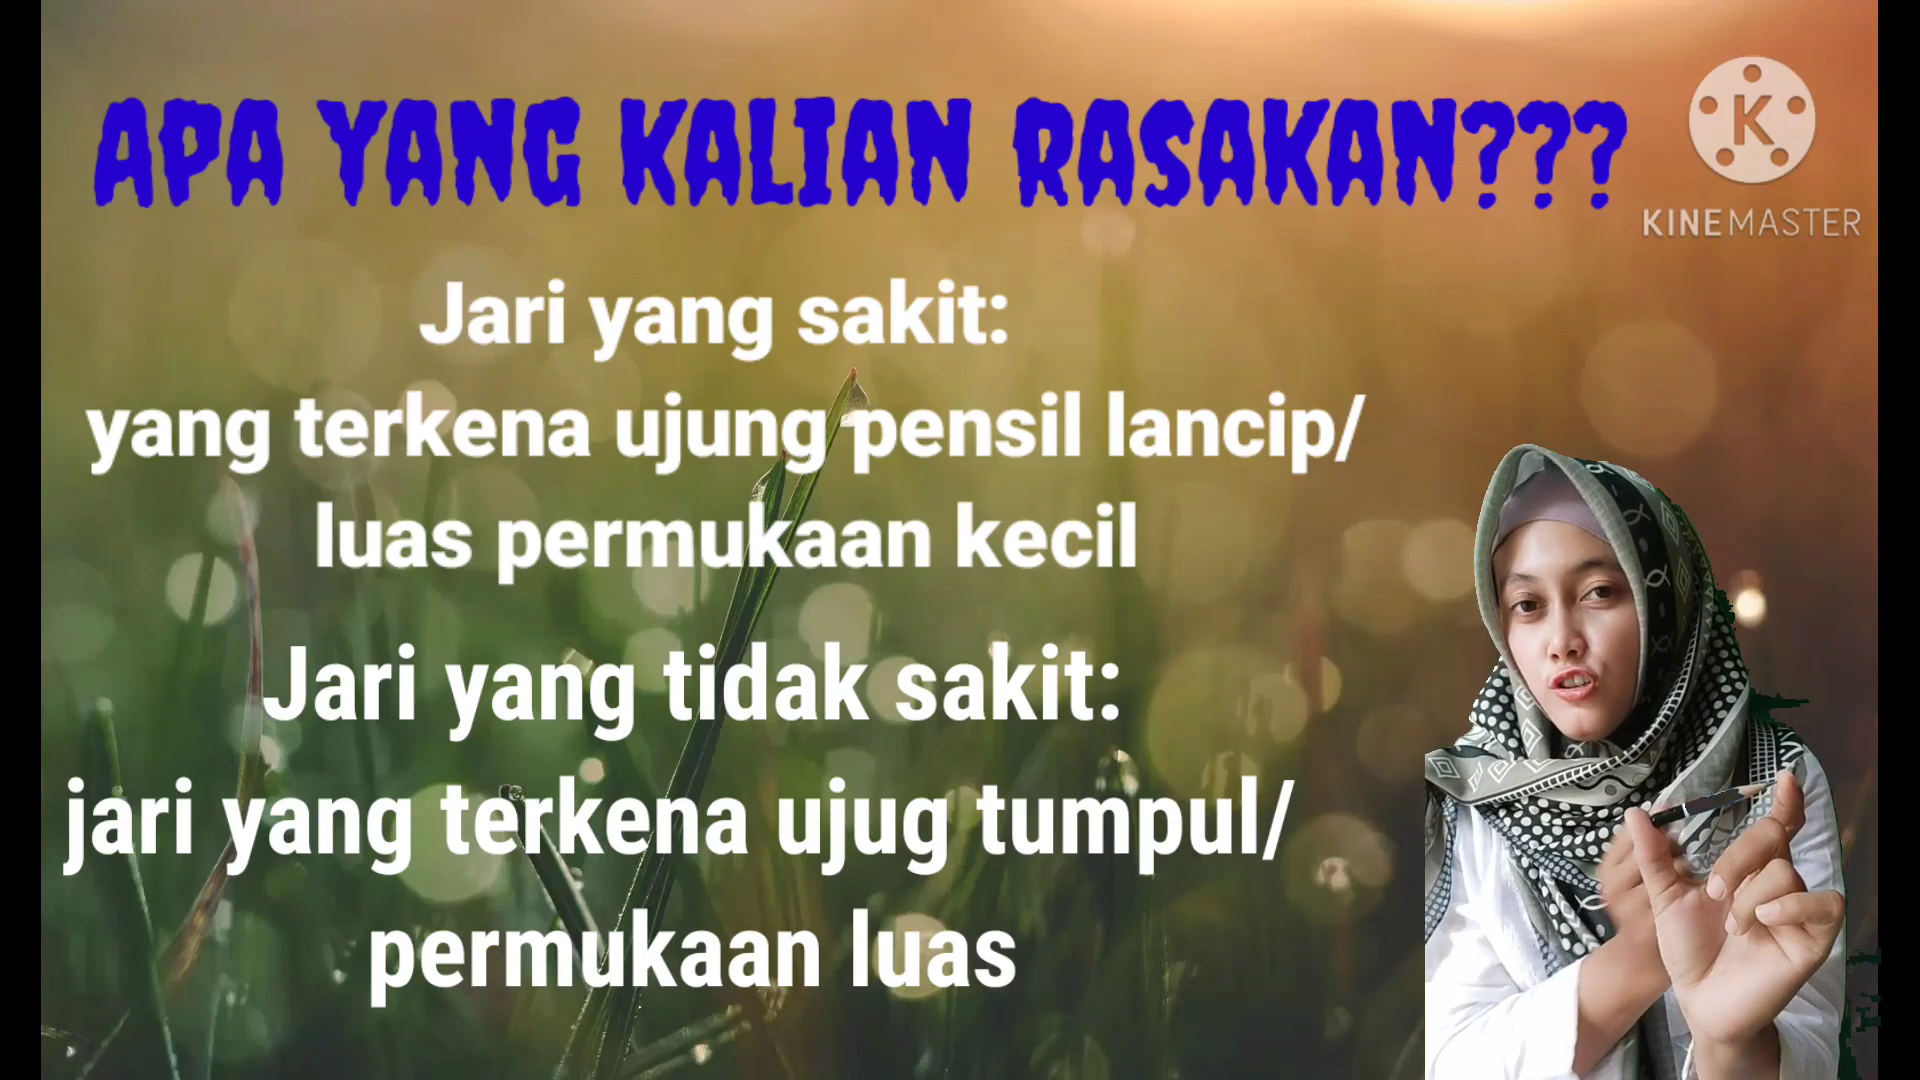 APA YANG KALIAN RASAKAN???
K
KINEMASTER
Jari yang sakit:
yang terkena ujung pensil lancip/
luas permukaan kecil
Jari yang tidak sakit:
jari yang terkena ujug tumpul/
permukaan luas